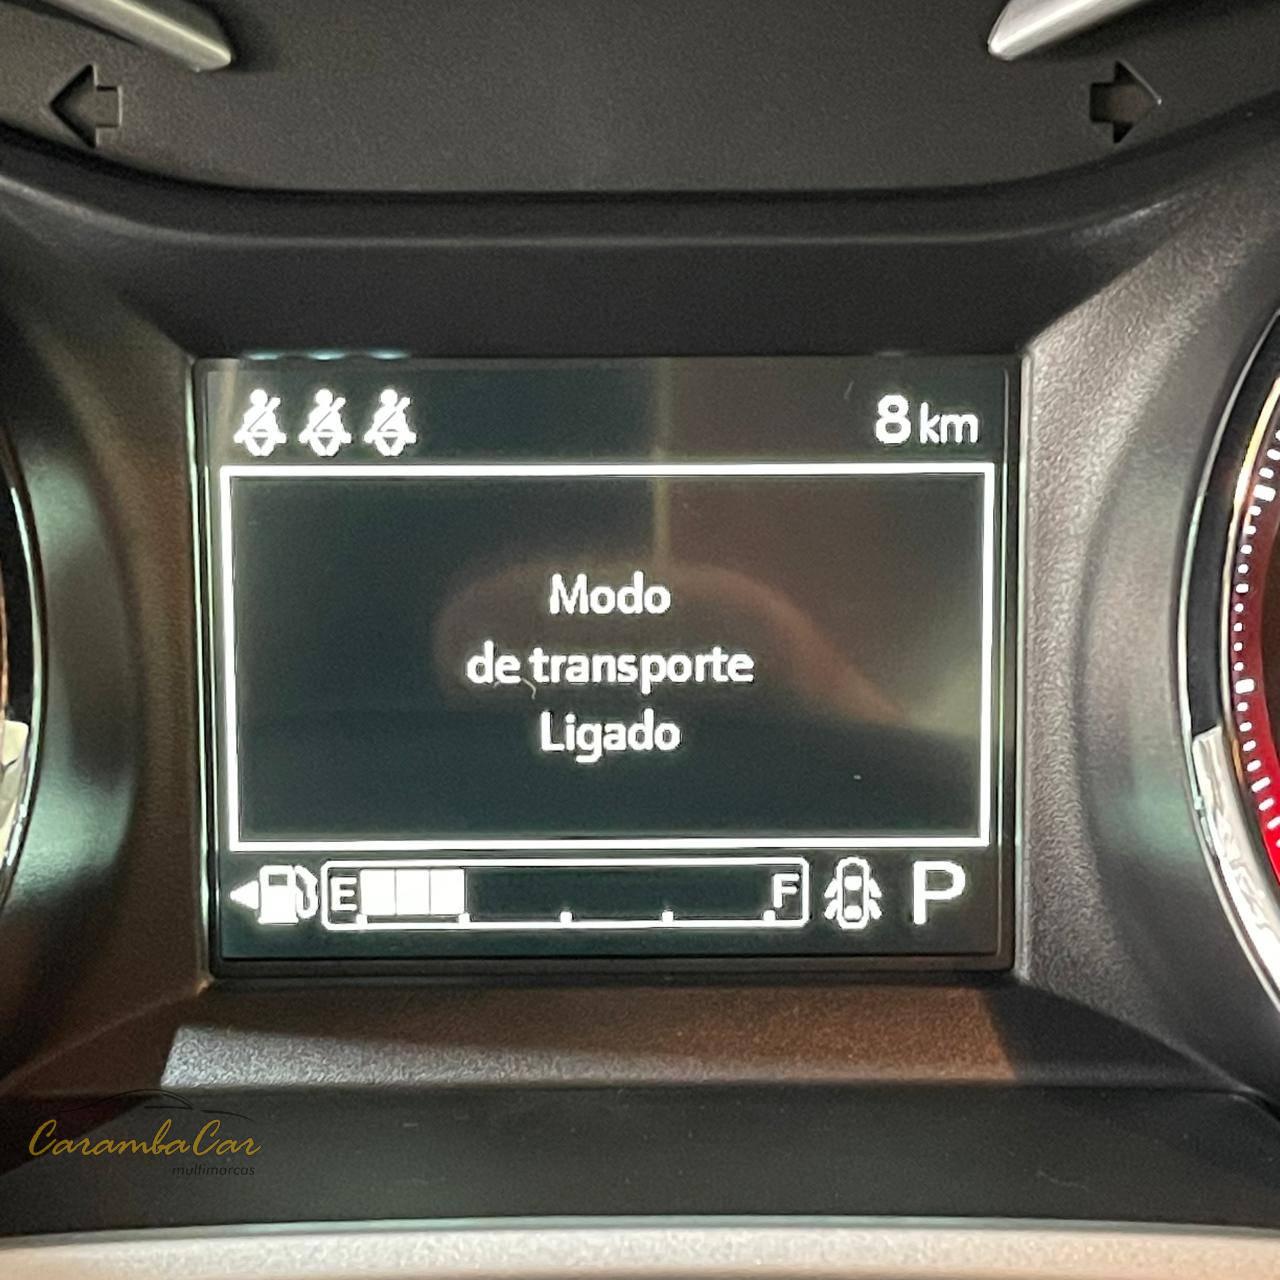 8 km
Modo
de transporte
Ligado
E F P
CarambaCar
multimarcas